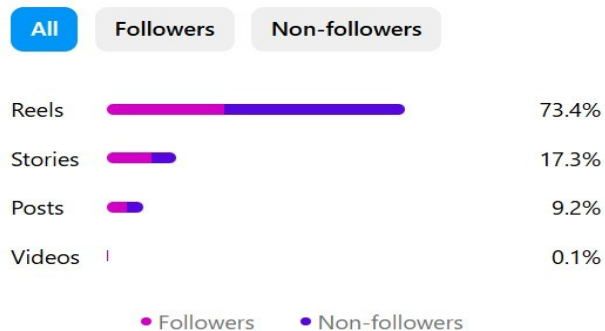 All Followers Non-followers
Reels 73.4%
Stories 17.3%
Posts 9.2%
Videos 0.1%
Followers Non-followers